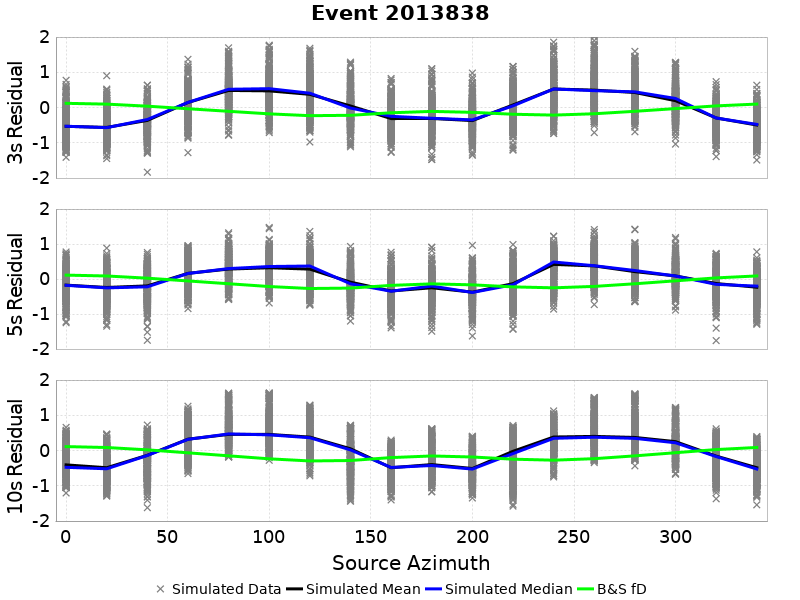 Event 2013838
3s Residual
2
1
0
-1
-2
5s Residual
2
1
0
-1
-2
10s Residual
2
1
0
-1
-2
0 50 100 150 200 250 300
Source Azimuth
Simulated Data Simulated Mean Simulated Median B&S fD